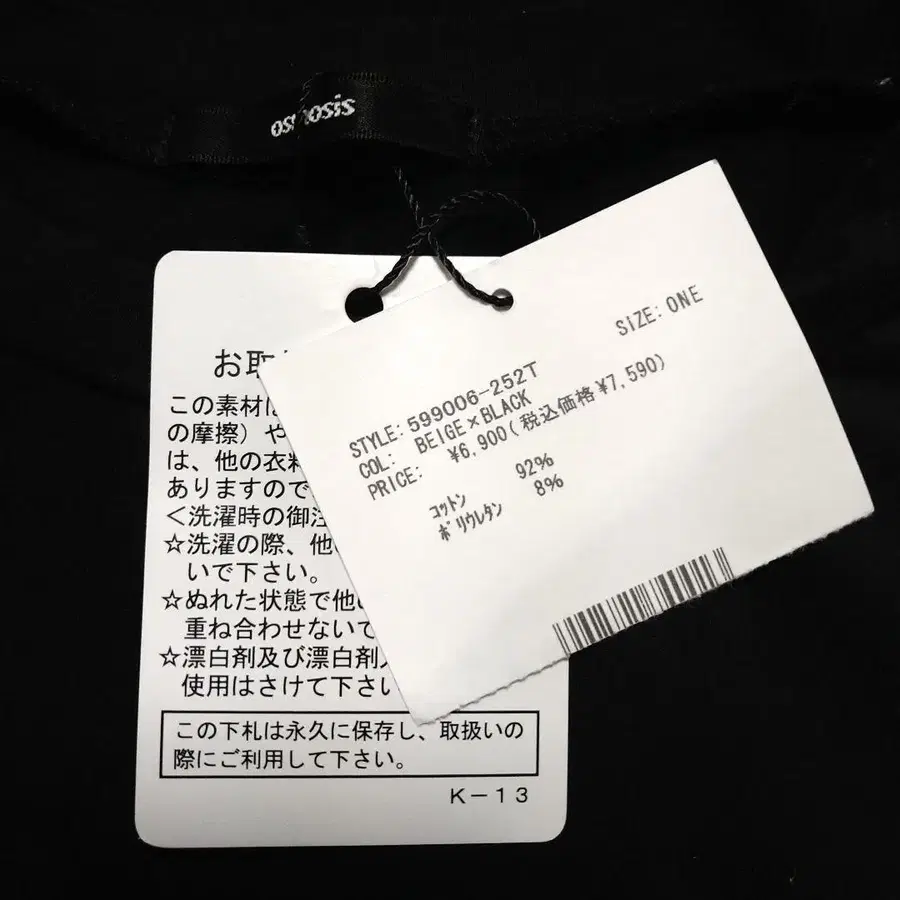 osmosis
お取
この素材は
の摩擦）や
は、他の衣料
ありますので
＜洗濯時の御注
☆洗濯の際、他
いで下さい。
☆ぬれた状態で他の
重ね合わせないで
☆漂白剤及び漂白剤
使用はさけて下さい
この下札は永久に保存し、取扱いの
際にご利用して下さい。
K－13
SIZE: ONE
STYLE: 599006-252T
COL: BEIGE×BLACK
PRICE: ¥6,900(税込価格¥7,590)
ｺｯﾄﾝ 92%
ﾎﾟﾘｳﾚﾀﾝ 8%